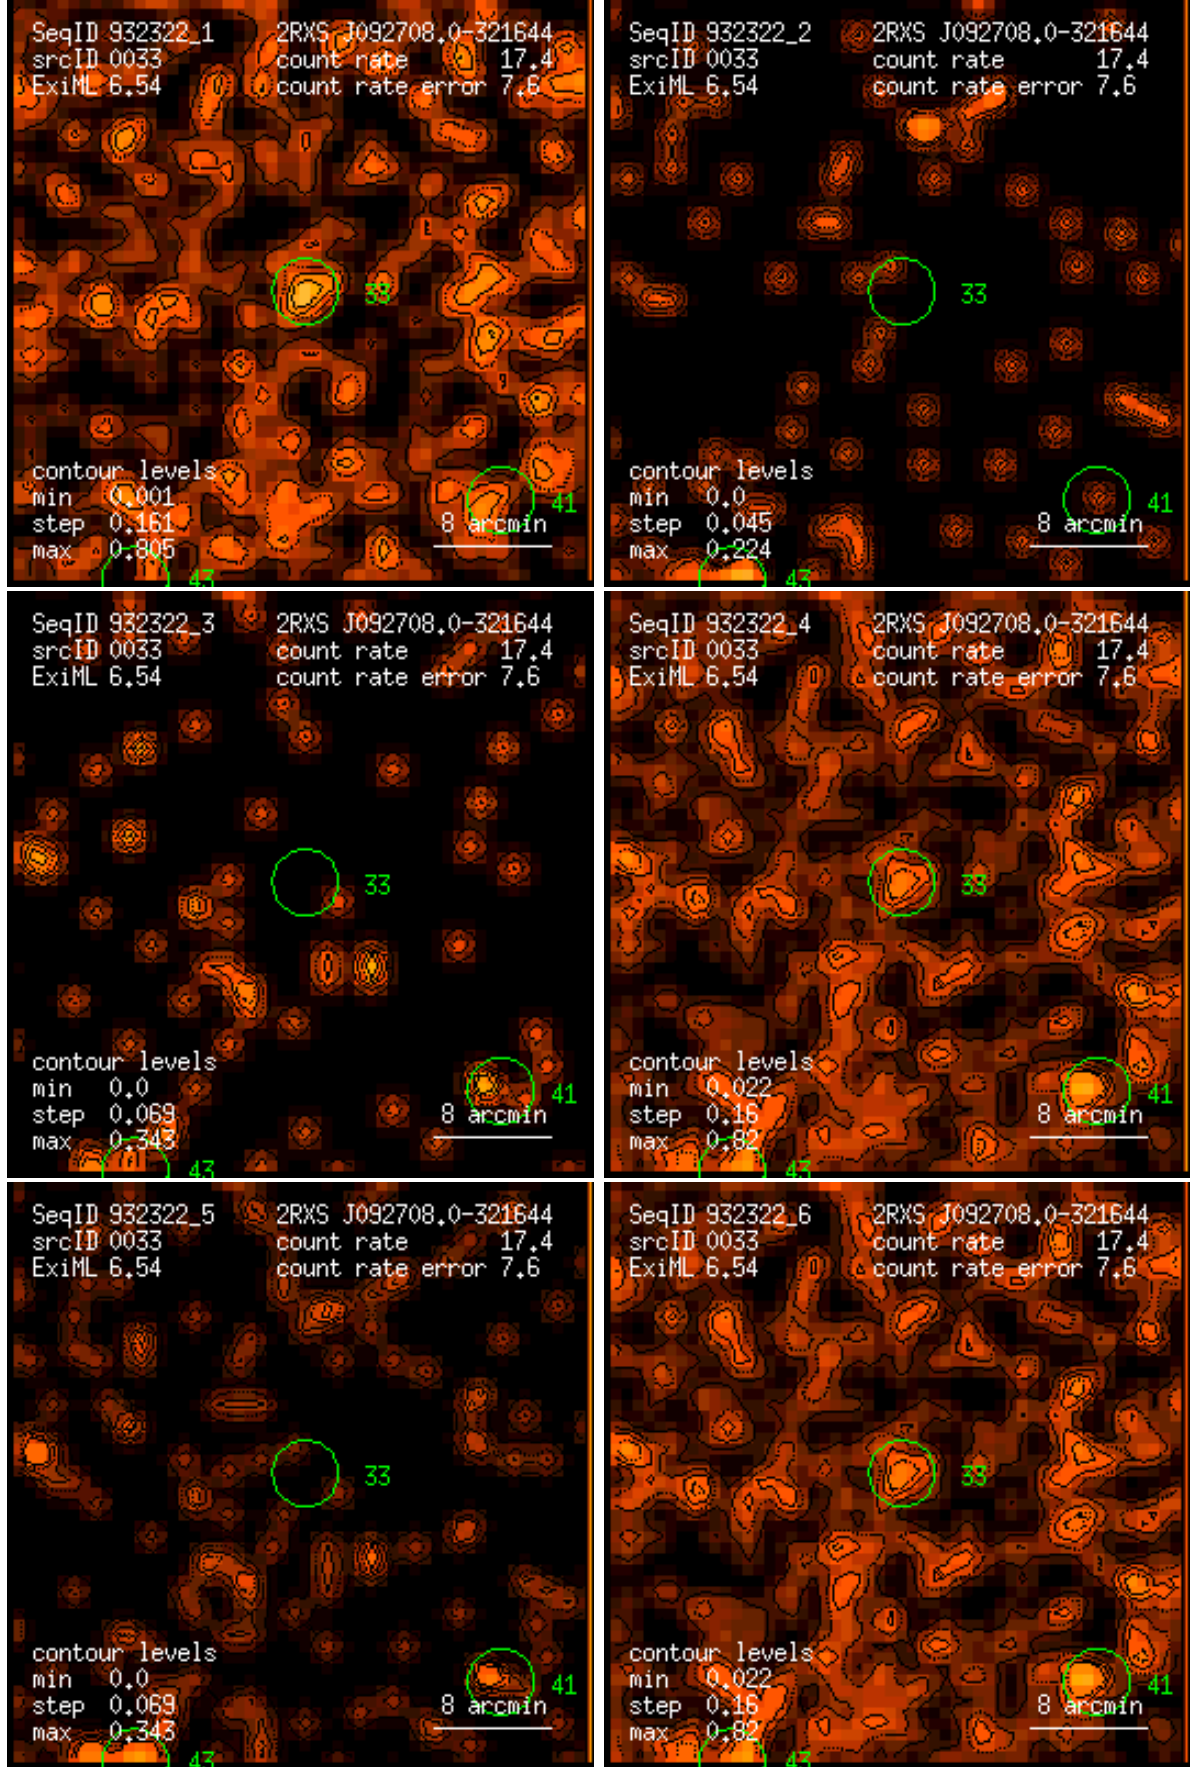 SeqID 932322_1 2RXS J092708.0-321644
srcID 0033 count rate 17.4
ExiML 6.54 count rate error 7.6
33
contour levels
min 0.001
step 0.161
max 0.805
41
8 arcmin
43
SeqID 932322_2 2RXS J092708.0-321644
srcID 0033 count rate 17.4
ExiML 6.54 count rate error 7.6
33
contour levels
min 0.0
step 0.045
max 0.224
41
8 arcmin
43
SeqID 932322_3 2RXS J092708.0-321644
srcID 0033 count rate 17.4
ExiML 6.54 count rate error 7.6
33
contour levels
min 0.0
step 0.069
max 0.343
41
8 arcmin
43
SeqID 932322_4 2RXS J092708.0-321644
srcID 0033 count rate 17.4
ExiML 6.54 count rate error 7.6
33
contour levels
min 0.022
step 0.16
max 0.82
41
8 arcmin
43
SeqID 932322_5 2RXS J092708.0-321644
srcID 0033 count rate 17.4
ExiML 6.54 count rate error 7.6
33
contour levels
min 0.0
step 0.069
max 0.343
41
8 arcmin
43
SeqID 932322_6 2RXS J092708.0-321644
srcID 0033 count rate 17.4
ExiML 6.54 count rate error 7.6
33
contour levels
min 0.022
step 0.16
max 0.82
41
8 arcmin
43